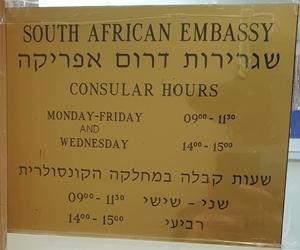 SOUTH AFRICAN EMBASSY
שגרירות דרום אפריקה
CONSULAR HOURS
MONDAY-FRIDAY 09⁰⁰ - 11³⁰
AND
WEDNESDAY 14⁰⁰ - 15⁰⁰
שעות קבלה במחלקה הקונסולרית
שני - שישי 09⁰⁰ - 11³⁰
רביעי 14⁰⁰ - 15⁰⁰